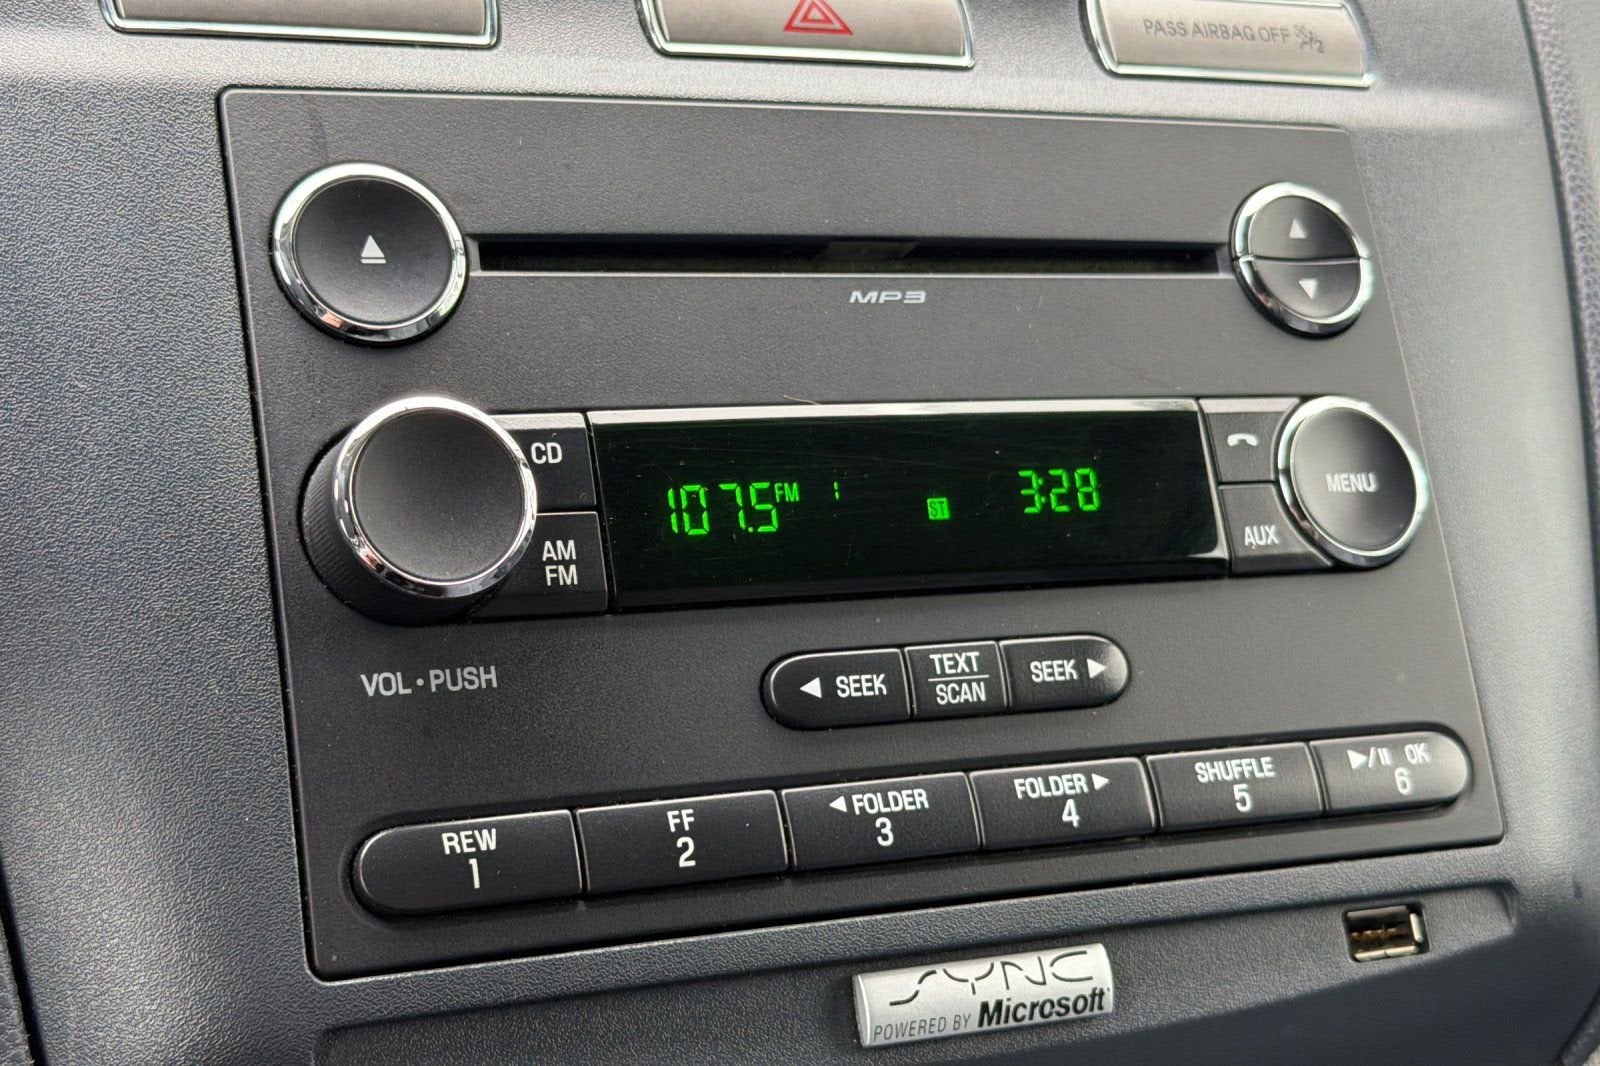 PASS AIRBAG OFF
MP3
CD
AM
FM
107.5 FM 1 ST 3:28
MENU
AUX
VOL • PUSH
◀ SEEK
TEXT
SCAN
SEEK ▶
REW
1
FF
2
◀ FOLDER
3
FOLDER ▶
4
SHUFFLE
5
▶/II OK
6
SYNC
POWERED BY Microsoft